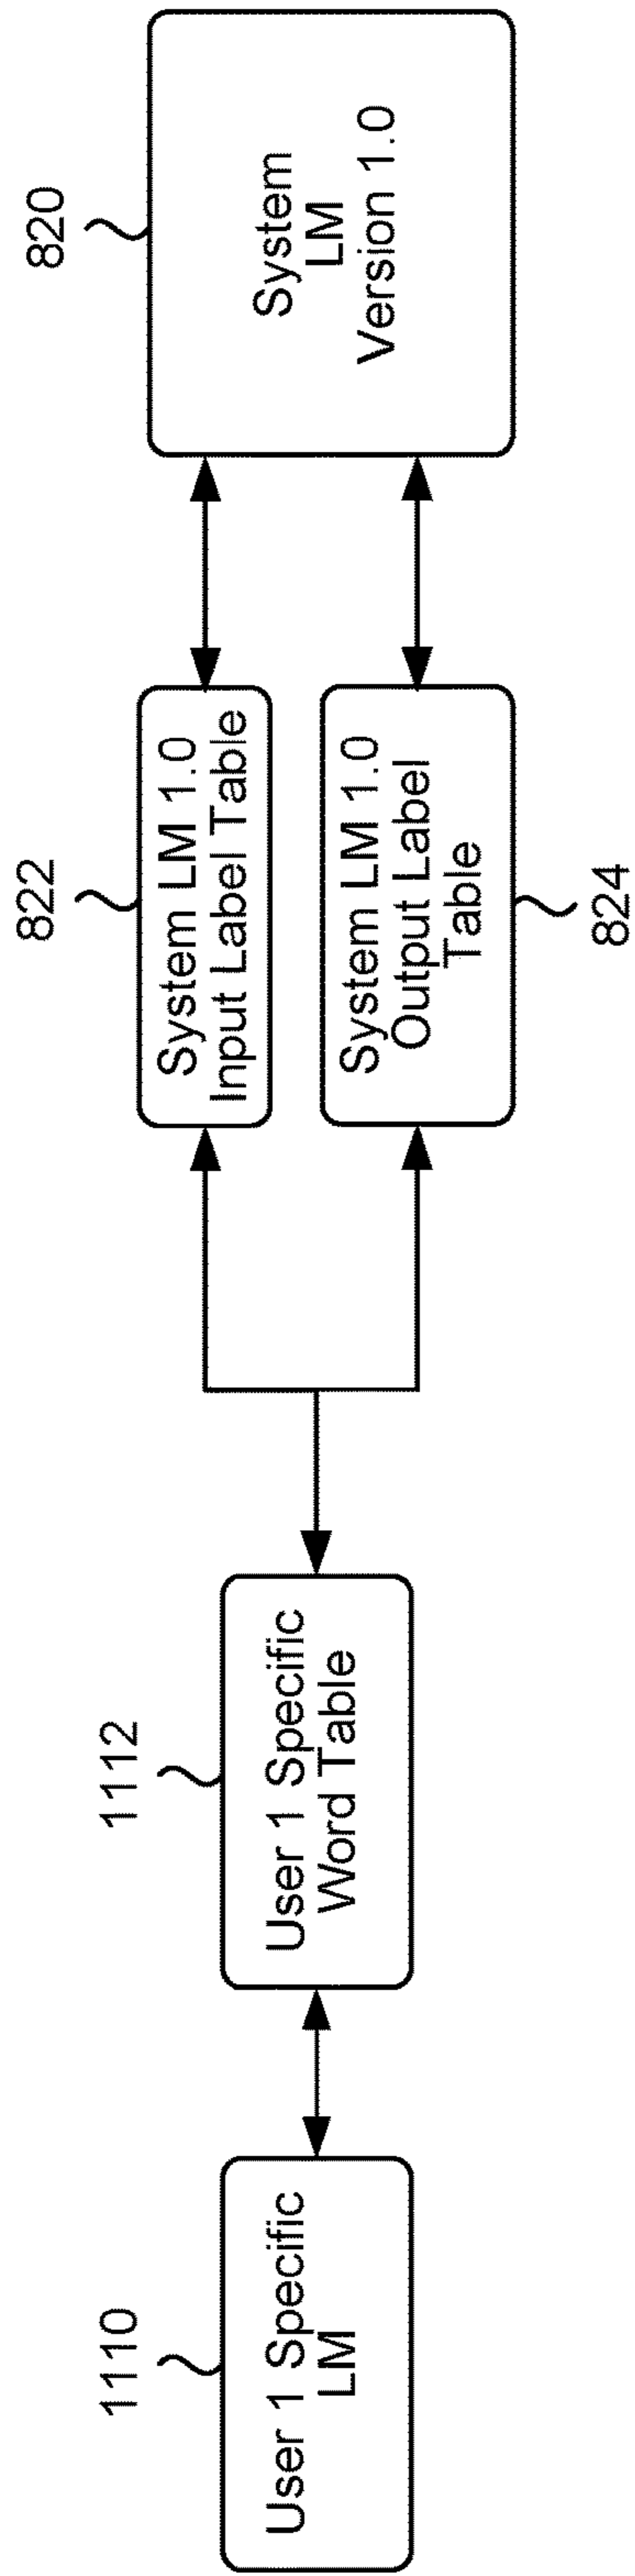 1110
User 1 Specific
LM
1112
User 1 Specific
Word Table
822
System LM 1.0
Input Label Table
System LM 1.0
Output Label
Table
824
820
System
LM
Version 1.0